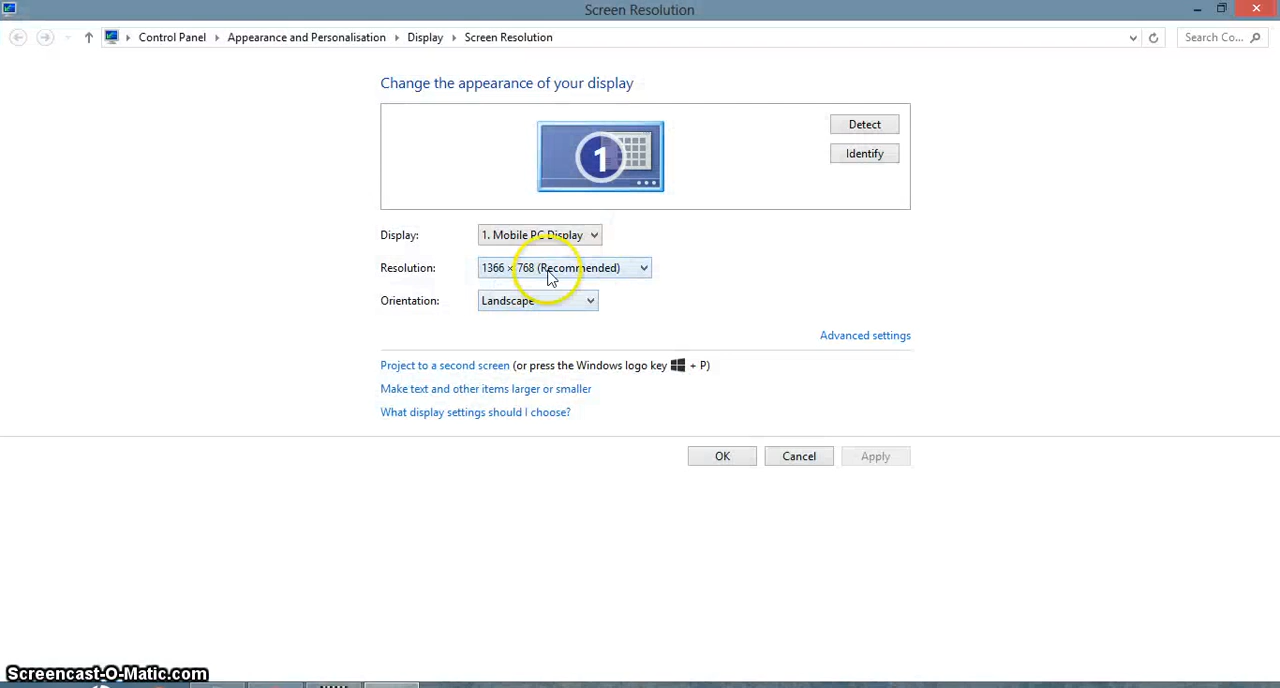 Screen Resolution
Control Panel Appearance and Personalisation Display Screen Resolution Search Co...
Change the appearance of your display
1
Detect
Identify
Display: 1. Mobile PC Display
Resolution: 1366 × 768 (Recommended)
Orientation: Landscape
Advanced settings
Project to a second screen (or press the Windows logo key + P)
Make text and other items larger or smaller
What display settings should I choose?
OK Cancel Apply
Screencast-O-Matic.com